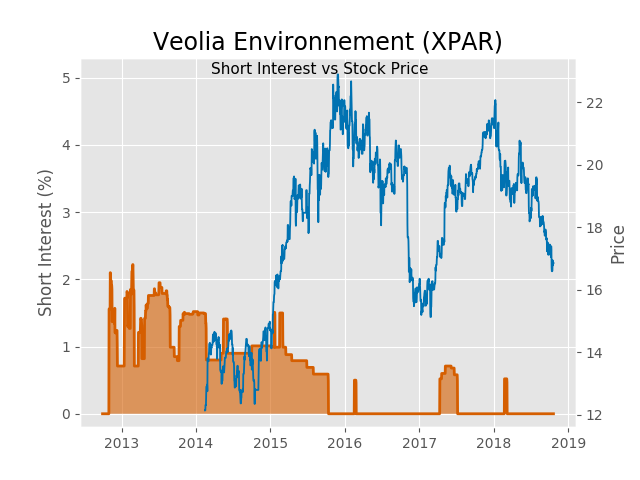 Veolia Environnement (XPAR)
Short Interest vs Stock Price
Short Interest (%)
5
4
3
2
1
0
22
20
18
16
14
12
Price
2013 2014 2015 2016 2017 2018 2019